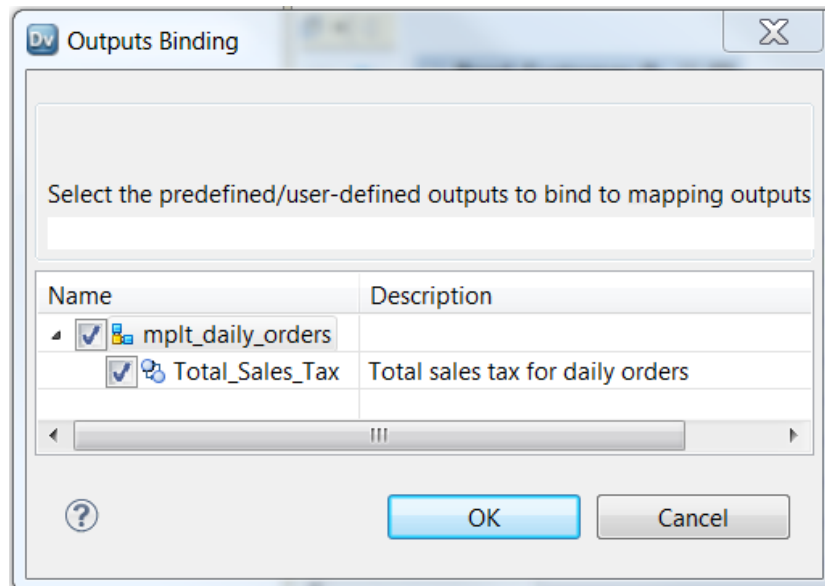 Dv Outputs Binding
Select the predefined/user-defined outputs to bind to mapping outputs
Name Description
mplt_daily_orders
Total_Sales_Tax Total sales tax for daily orders
? OK Cancel